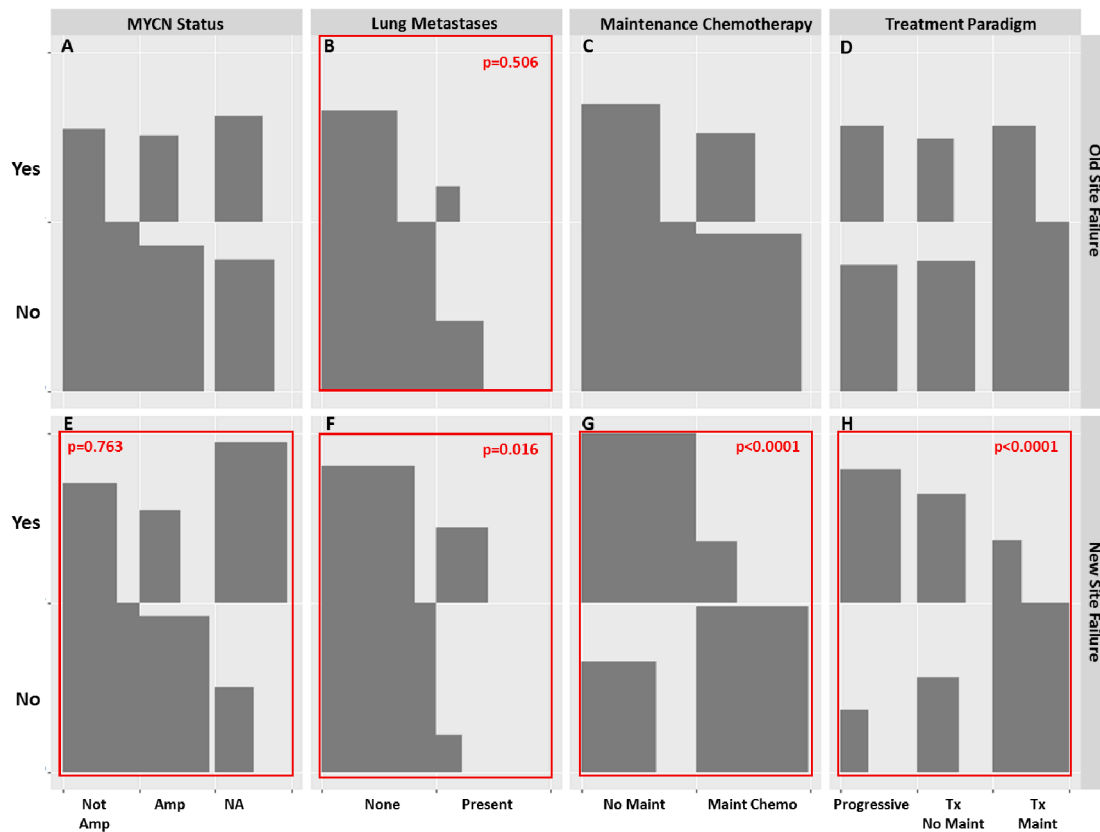 MYCN Status
Lung Metastases
Maintenance Chemotherapy
Treatment Paradigm
A
B
p=0.506
C
D
Yes
No
Old Site Failure
E
p=0.763
F
p=0.016
G
p<0.0001
H
p<0.0001
Yes
No
New Site Failure
Not
Amp
Amp
NA
None
Present
No Maint
Maint Chemo
Progressive
Tx
No Maint
Tx
Maint